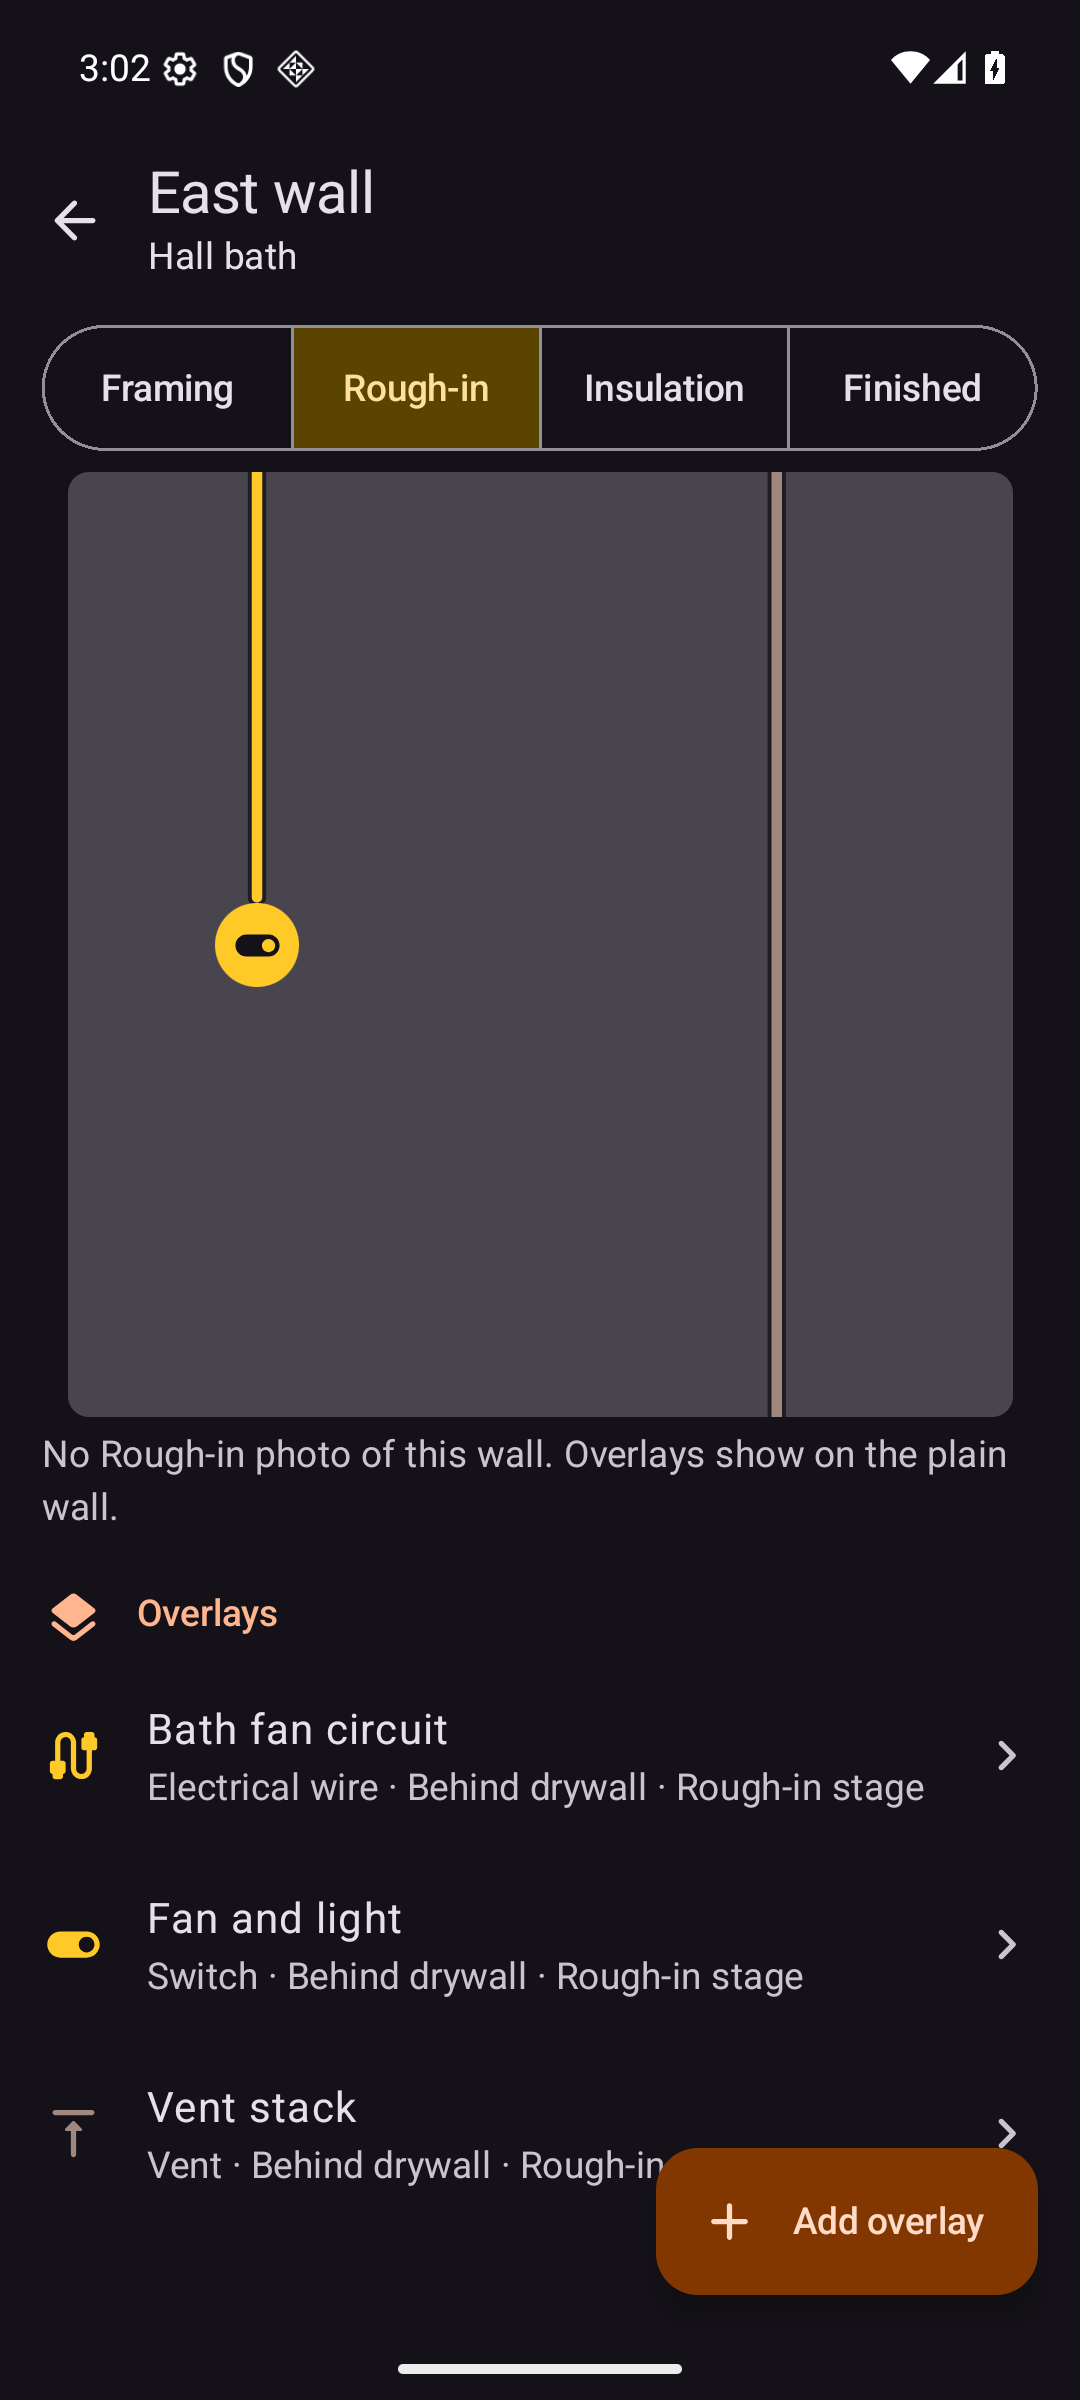 3:02
East wall
Hall bath
Framing
Rough-in
Insulation
Finished
No Rough-in photo of this wall. Overlays show on the plain
wall.
Overlays
Bath fan circuit
Electrical wire · Behind drywall · Rough-in stage
Fan and light
Switch · Behind drywall · Rough-in stage
Vent stack
Vent · Behind drywall · Rough-in
Add overlay